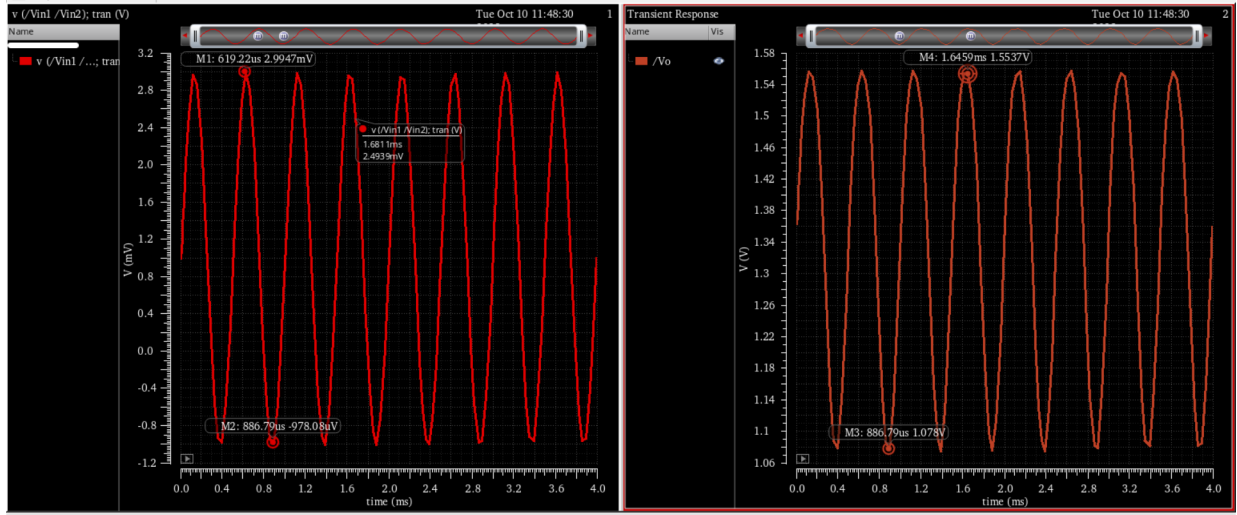 v (/Vin1 /Vin2); tran (V)
Tue Oct 10 11:48:30
1
Name
v (/Vin1 /...; tran
M1: 619.22us 2.9947mV
v (/Vin1 /Vin2); tran (V)
1.6811ms
2.4939mV
M2: 886.79us -978.08uV
V (mV)
3.2
2.8
2.4
2.0
1.6
1.2
0.8
0.4
0.0
-0.4
-0.8
-1.2
0.0 0.4 0.8 1.2 1.6 2.0 2.4 2.8 3.2 3.6 4.0
time (ms)
Transient Response
Tue Oct 10 11:48:30
2
Name Vis
/Vo
M4: 1.6459ms 1.5537V
M3: 886.79us 1.078V
V (V)
1.58
1.54
1.5
1.46
1.42
1.38
1.34
1.3
1.26
1.22
1.18
1.14
1.1
1.06
0.0 0.4 0.8 1.2 1.6 2.0 2.4 2.8 3.2 3.6 4.0
time (ms)